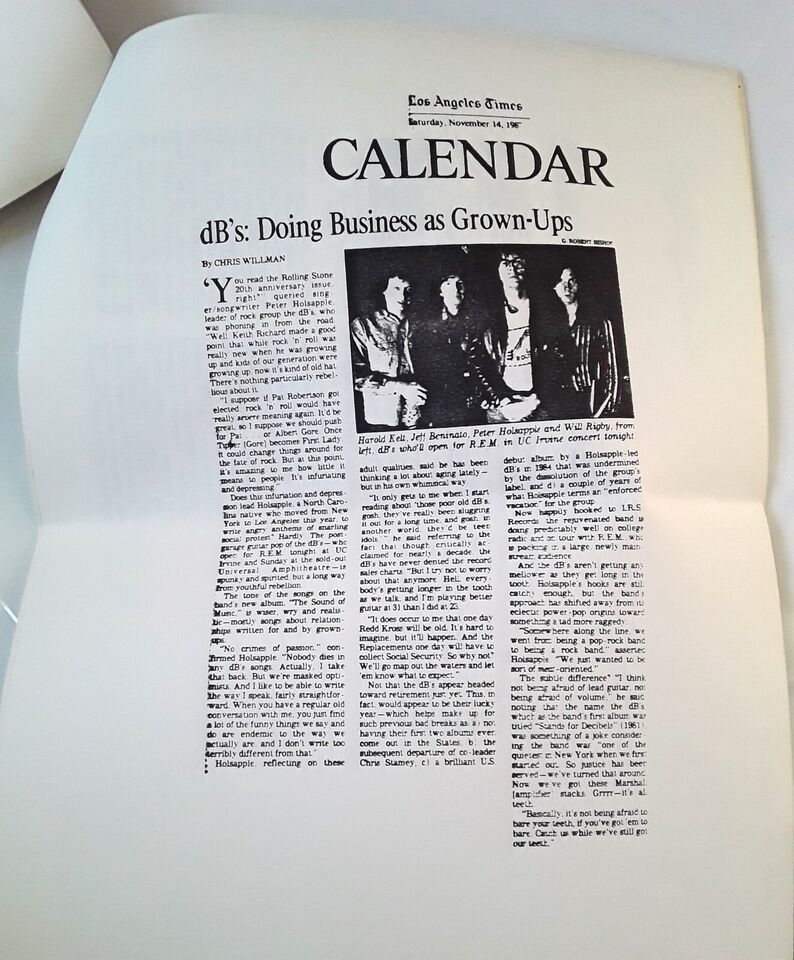 Los Angeles Times
Saturday, November 14, 198
CALENDAR
dB's: Doing Business as Grown-Ups
G. ROBERT BISHOP
By CHRIS WILLMAN
'You read the Rolling Stone
20th anniversary issue,
right?" queried sing-
er/songwriter Peter Holsapple,
leader of rock group the dB's, who
was phoning in from the road.
"Well, Keith Richard made a good
point that while rock 'n' roll was
really new when he was growing
up and kids of our generation were
growing up, now it's kind of old hat.
There's nothing particularly rebel-
lious about it.
"I suppose if Pat Robertson got
elected, rock 'n' roll would have
really severe meaning again. It'd be
great, so I suppose we should push
for Pat . . . or Albert Gore. Once
Tipper [Gore] becomes First Lady,
it could change things around for
the fate of rock. But at this point,
it's amazing to me how little it
means to people. It's infuriating
and depressing."
Does this infuriation and depres-
sion lead Holsapple, a North Caro-
lina native who moved from New
York to Los Angeles this year, to
write angry anthems of snarling
social protest? Hardly. The post-
garage guitar pop of the dB's—who
open for R.E.M. tonight at UC
Irvine and Sunday at the sold-out
Universal Amphitheatre—is
spunky and spirited, but a long way
from youthful rebellion.
The tone of the songs on the
band's new album, "The Sound of
Music," is wiser, wry and realis-
tic—mostly songs about relation-
ships written for and by grown-
ups.
"No crimes of passion," con-
firmed Holsapple. "Nobody dies in
any dB's songs. Actually, I take
that back. But we're masked opti-
mists. And I like to be able to write
the way I speak, fairly straightfor-
ward. When you have a regular old
conversation with me, you just find
a lot of the funny things we say and
do are endemic to the way we
actually are, and I don't write too
terribly different from that."
Holsapple, reflecting on these
Harold Kelt, Jeff Beninato, Peter Holsapple and Will Rigby, from
left, dB's who'll open for R.E.M. in UC Irvine concert tonight.
adult qualities, said he has been
thinking a lot about aging lately—
but in his own whimsical way.
"It only gets to me when I start
reading about 'those poor old dB's,
gosh, they've really been slugging
it out for a long time, and gosh, in
another world, they'd be teen
idols,' " he said referring to the
fact that though critically ac-
claimed for nearly a decade, the
dB's have never dented the record
sales charts. "But I try not to worry
about that anymore. Hell, every-
body's getting longer in the tooth
as we talk, and I'm playing better
guitar at 31 than I did at 23.
"It does occur to me that one day
Redd Kross will be old. It's hard to
imagine, but it'll happen. And the
Replacements one day will have to
collect Social Security. So why not?
We'll go map out the waters and let
'em know what to expect."
Not that the dB's appear headed
toward retirement just yet. This, in
fact, would appear to be their lucky
year—which helps make up for
such previous bad breaks as a) not
having their first two albums ever
come out in the States, b) the
subsequent departure of co-leader
Chris Stamey, c) a brilliant U.S.
debut album by a Holsapple-led
dB's in 1984 that was undermined
by the dissolution of the group's
label, and d) a couple of years of
what Holsapple terms an "enforced
vacation" for the group.
Now happily hooked to I.R.S.
Records, the rejuvenated band is
doing predictably well on college
radio and on tour with R.E.M., who
is packing in a large, newly main-
stream audience.
And the dB's aren't getting any
mellower as they get long in the
tooth. Holsapple's hooks are still
catchy enough, but the band's
approach has shifted away from its
eclectic power-pop origins toward
something a tad more raggedy.
"Somewhere along the line, we
went from being a pop-rock band
to being a rock band," asserted
Holsapple. "We just wanted to be
sort of merr-oriented."
The subtle difference? "I think
not being afraid of lead guitar, not
being afraid of volume," he said,
noting that the name the dB's
which, as the band's first album was
titled "Stands for Decibels" (1981),
was something of a joke consider-
ing the band was "one of the
quietest in New York when we first
started out. So justice has been
served—we've turned that around.
Now we've got these Marshall
[amplifier] stacks. Grrrr—it's all
teeth.
"Basically, it's not being afraid to
bare your teeth, if you've got 'em to
bare. Catch us while we've still got
our teeth."